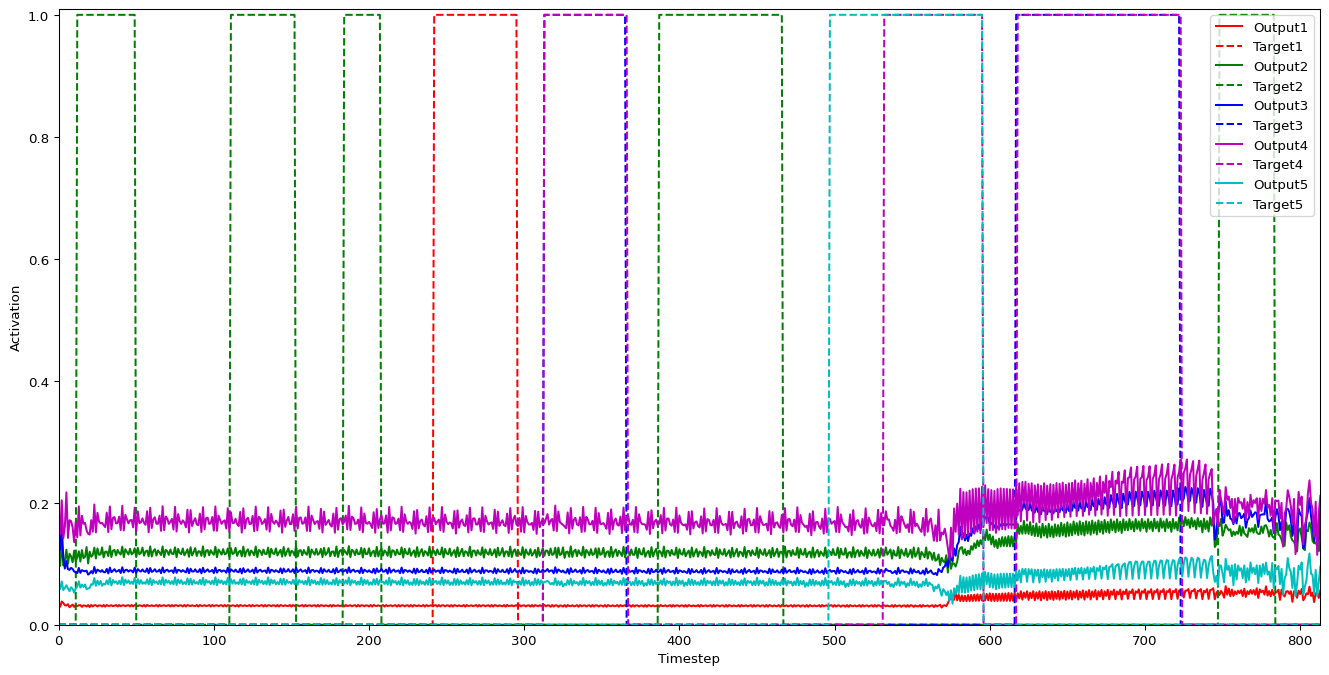 1.0
0.8
0.6
0.4
0.2
0.0
Activation
0 100 200 300 400 500 600 700 800
Timestep
Output1
Target1
Output2
Target2
Output3
Target3
Output4
Target4
Output5
Target5